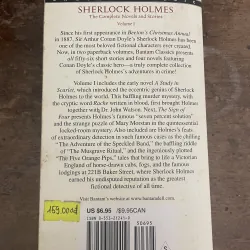 SHERLOCK HOLMES
The Complete Novels and Stories
Volume I
Since his first appearance in Beeton's Christmas Annual
in 1887, Sir Arthur Conan Doyle's Sherlock Holmes has
been one of the most beloved fictional characters ever created. Now,
in two paperback volumes, Bantam Classics presents
all fifty-six short stories and four novels featuring
Conan Doyle's classic hero—a truly complete collection
of Sherlock Holmes's adventures in crime!
Volume I includes the early novel A Study in
Scarlet, which introduced the eccentric genius of Sherlock
Holmes to the world. This baffling murder mystery, with
the cryptic word Rache written in blood, first brought Holmes
together with Dr. John Watson. Next, The Sign of
Four presents Holmes's famous "seven percent solution" and
the strange puzzle of Mary Morstan in the quintessential
locked-room mystery. Also included are Holmes's feats
of extraordinary detection in such famous cases as the chilling
"The Adventure of the Speckled Band," the baffling riddle
of "The Musgrave Ritual," and the ingeniously plotted
"The Five Orange Pips," tales that bring to life a Victorian
England of horse-drawn cabs, fogs, and the famous
lodgings at 221B Baker Street, where Sherlock Holmes
earned his undisputed reputation as the greatest
fictional detective of all time.
Visit Bantam's website at www.bantamdell.com
US $6.95 / $9.95CAN
50695